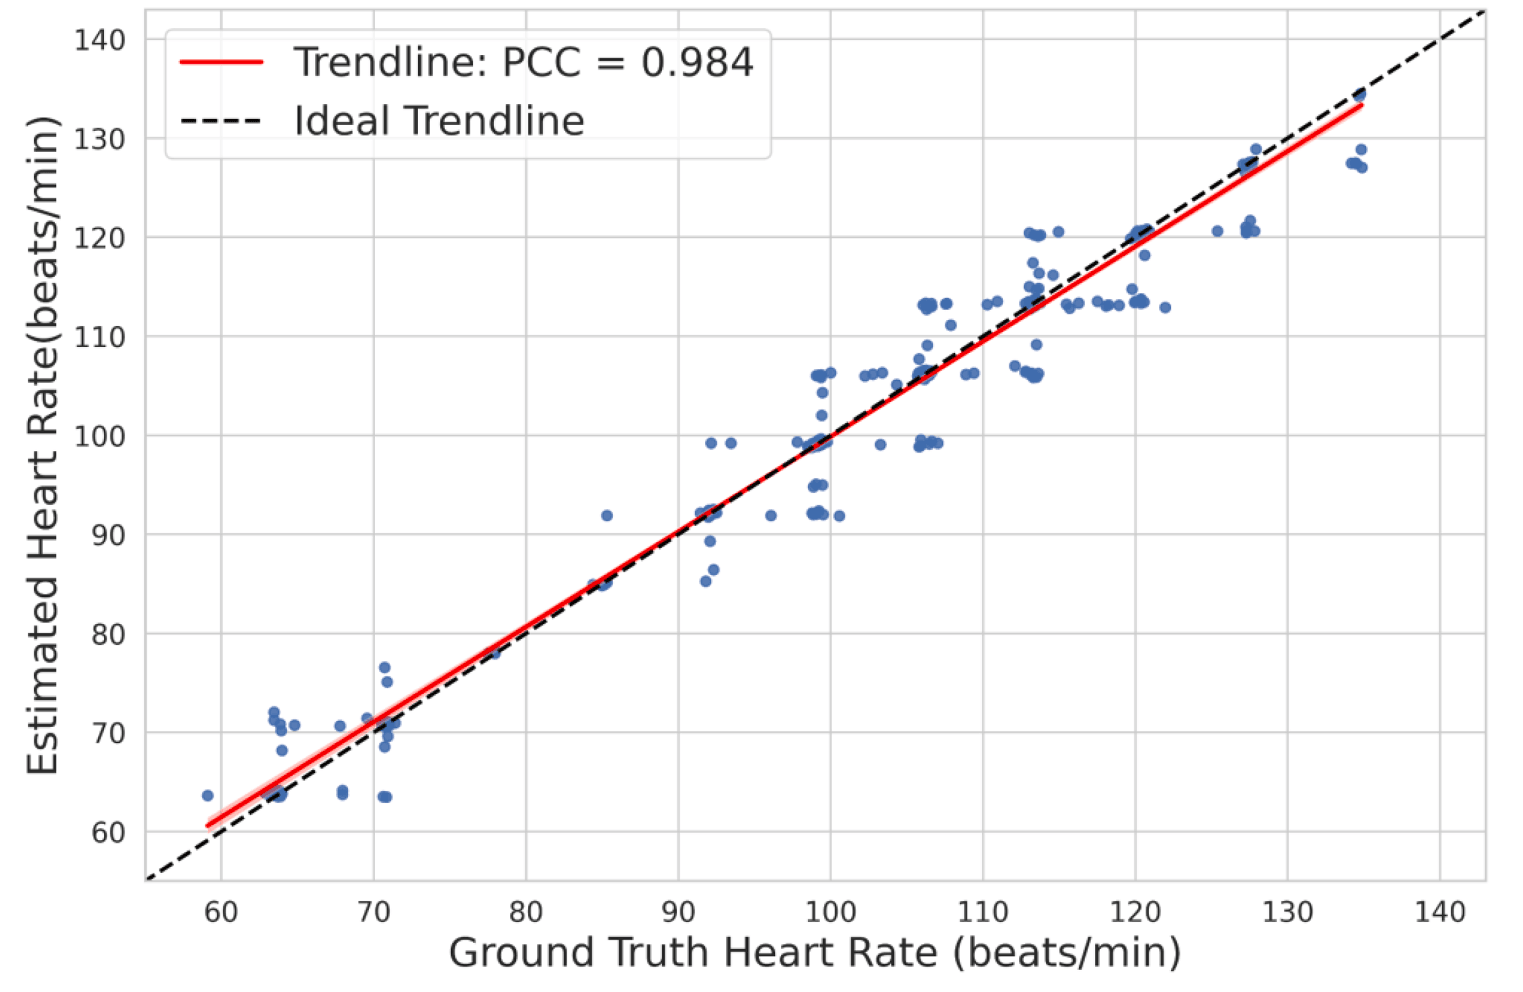 Trendline: PCC = 0.984
Ideal Trendline
140
130
120
110
100
90
80
70
60
Estimated Heart Rate(beats/min)
60 70 80 90 100 110 120 130 140
Ground Truth Heart Rate (beats/min)